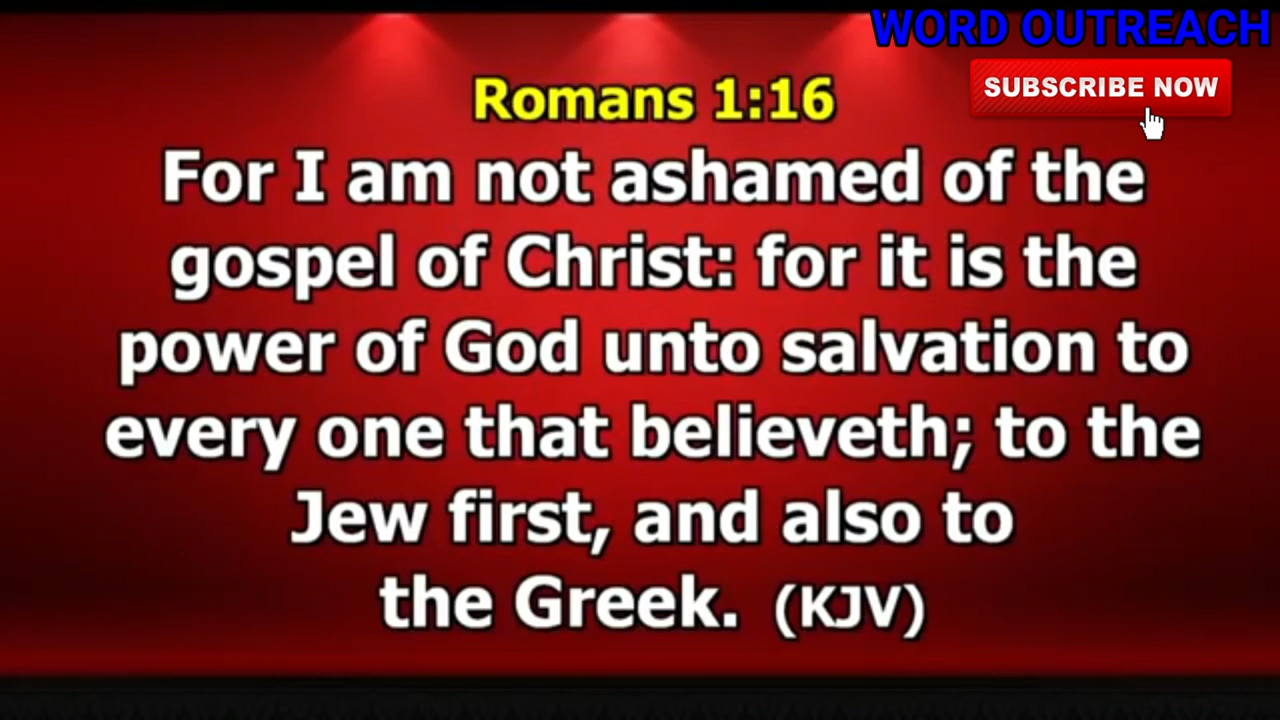 WORD OUTREACH
SUBSCRIBE NOW
Romans 1:16
For I am not ashamed of the
gospel of Christ: for it is the
power of God unto salvation to
every one that believeth; to the
Jew first, and also to
the Greek. (KJV)